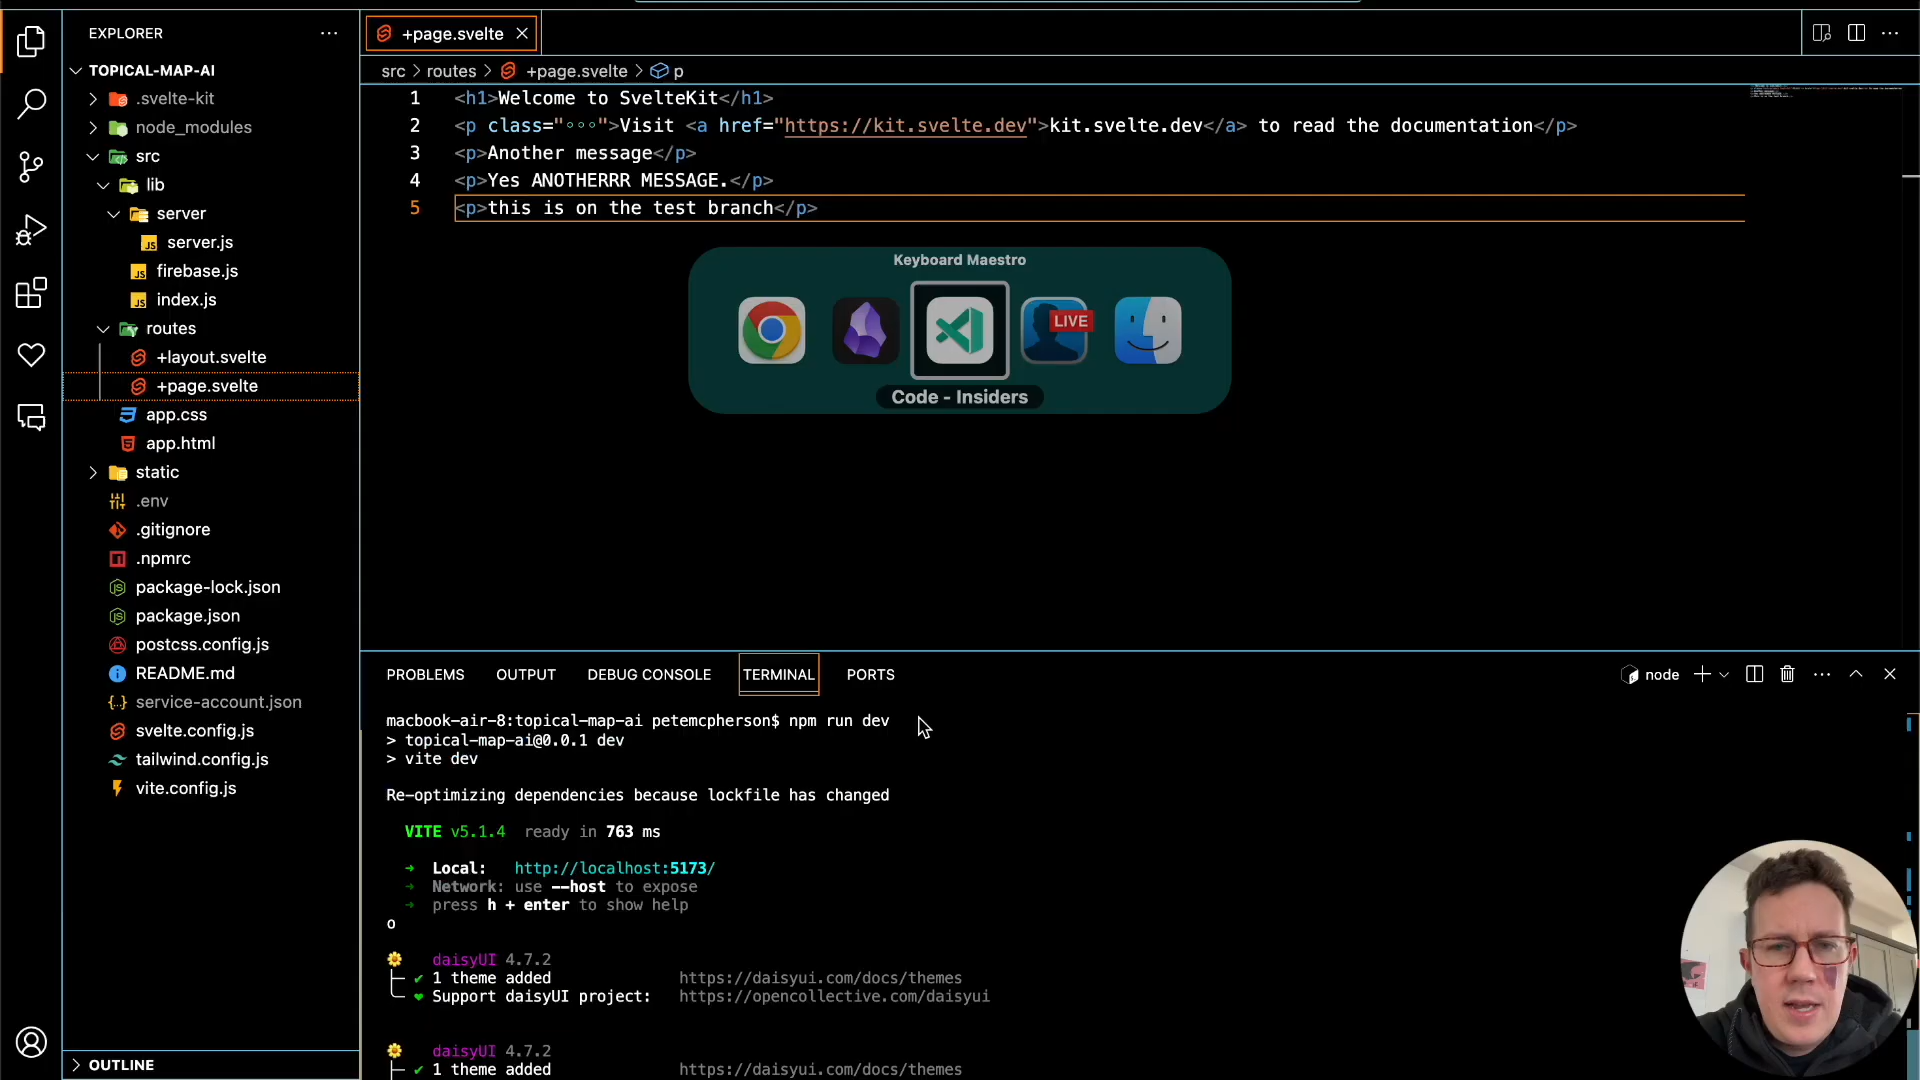 EXPLORER
TOPICAL-MAP-AI
.svelte-kit
node_modules
src
lib
server
server.js
firebase.js
index.js
routes
+layout.svelte
+page.svelte
app.css
app.html
static
.env
.gitignore
.npmrc
package-lock.json
package.json
postcss.config.js
README.md
service-account.json
svelte.config.js
tailwind.config.js
vite.config.js
OUTLINE
+page.svelte
src > routes > +page.svelte > p
1 <h1>Welcome to SvelteKit</h1>
2 <p class="∘∘∘">Visit <a href="https://kit.svelte.dev">kit.svelte.dev</a> to read the documentation</p>
3 <p>Another message</p>
4 <p>Yes ANOTHERRR MESSAGE.</p>
5 <p>this is on the test branch</p>
Keyboard Maestro
LIVE
Code - Insiders
PROBLEMS OUTPUT DEBUG CONSOLE TERMINAL PORTS
node
macbook-air-8:topical-map-ai petemcpherson$ npm run dev
> topical-map-ai@0.0.1 dev
> vite dev
Re-optimizing dependencies because lockfile has changed
VITE v5.1.4 ready in 763 ms
➜ Local: http://localhost:5173/
➜ Network: use --host to expose
➜ press h + enter to show help
o
🌼 daisyUI 4.7.2
├─ ✔︎ 1 theme added https://daisyui.com/docs/themes
╰─ ♥︎ Support daisyUI project: https://opencollective.com/daisyui
🌼 daisyUI 4.7.2
├─ ✔︎ 1 theme added https://daisyui.com/docs/themes